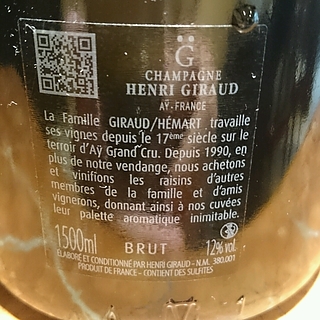 G̈
CHAMPAGNE
HENRI GIRAUD
AŸ-FRANCE
La Famille GIRAUD/HÉMART travaille
ses vignes depuis le 17ème siècle sur le
terroir d'Aÿ Grand Cru. Depuis 1990, en
plus de notre vendange, nous achetons
et vinifions les raisins d'autres
membres de la famille et d'amis
vignerons, donnant ainsi à nos cuvées
leur palette aromatique inimitable.
1500ml BRUT 12% vol.
ÉLABORÉ ET CONDITIONNÉ PAR HENRI GIRAUD - N.M. 380.001
PRODUIT DE FRANCE - CONTIENT DES SULFITES